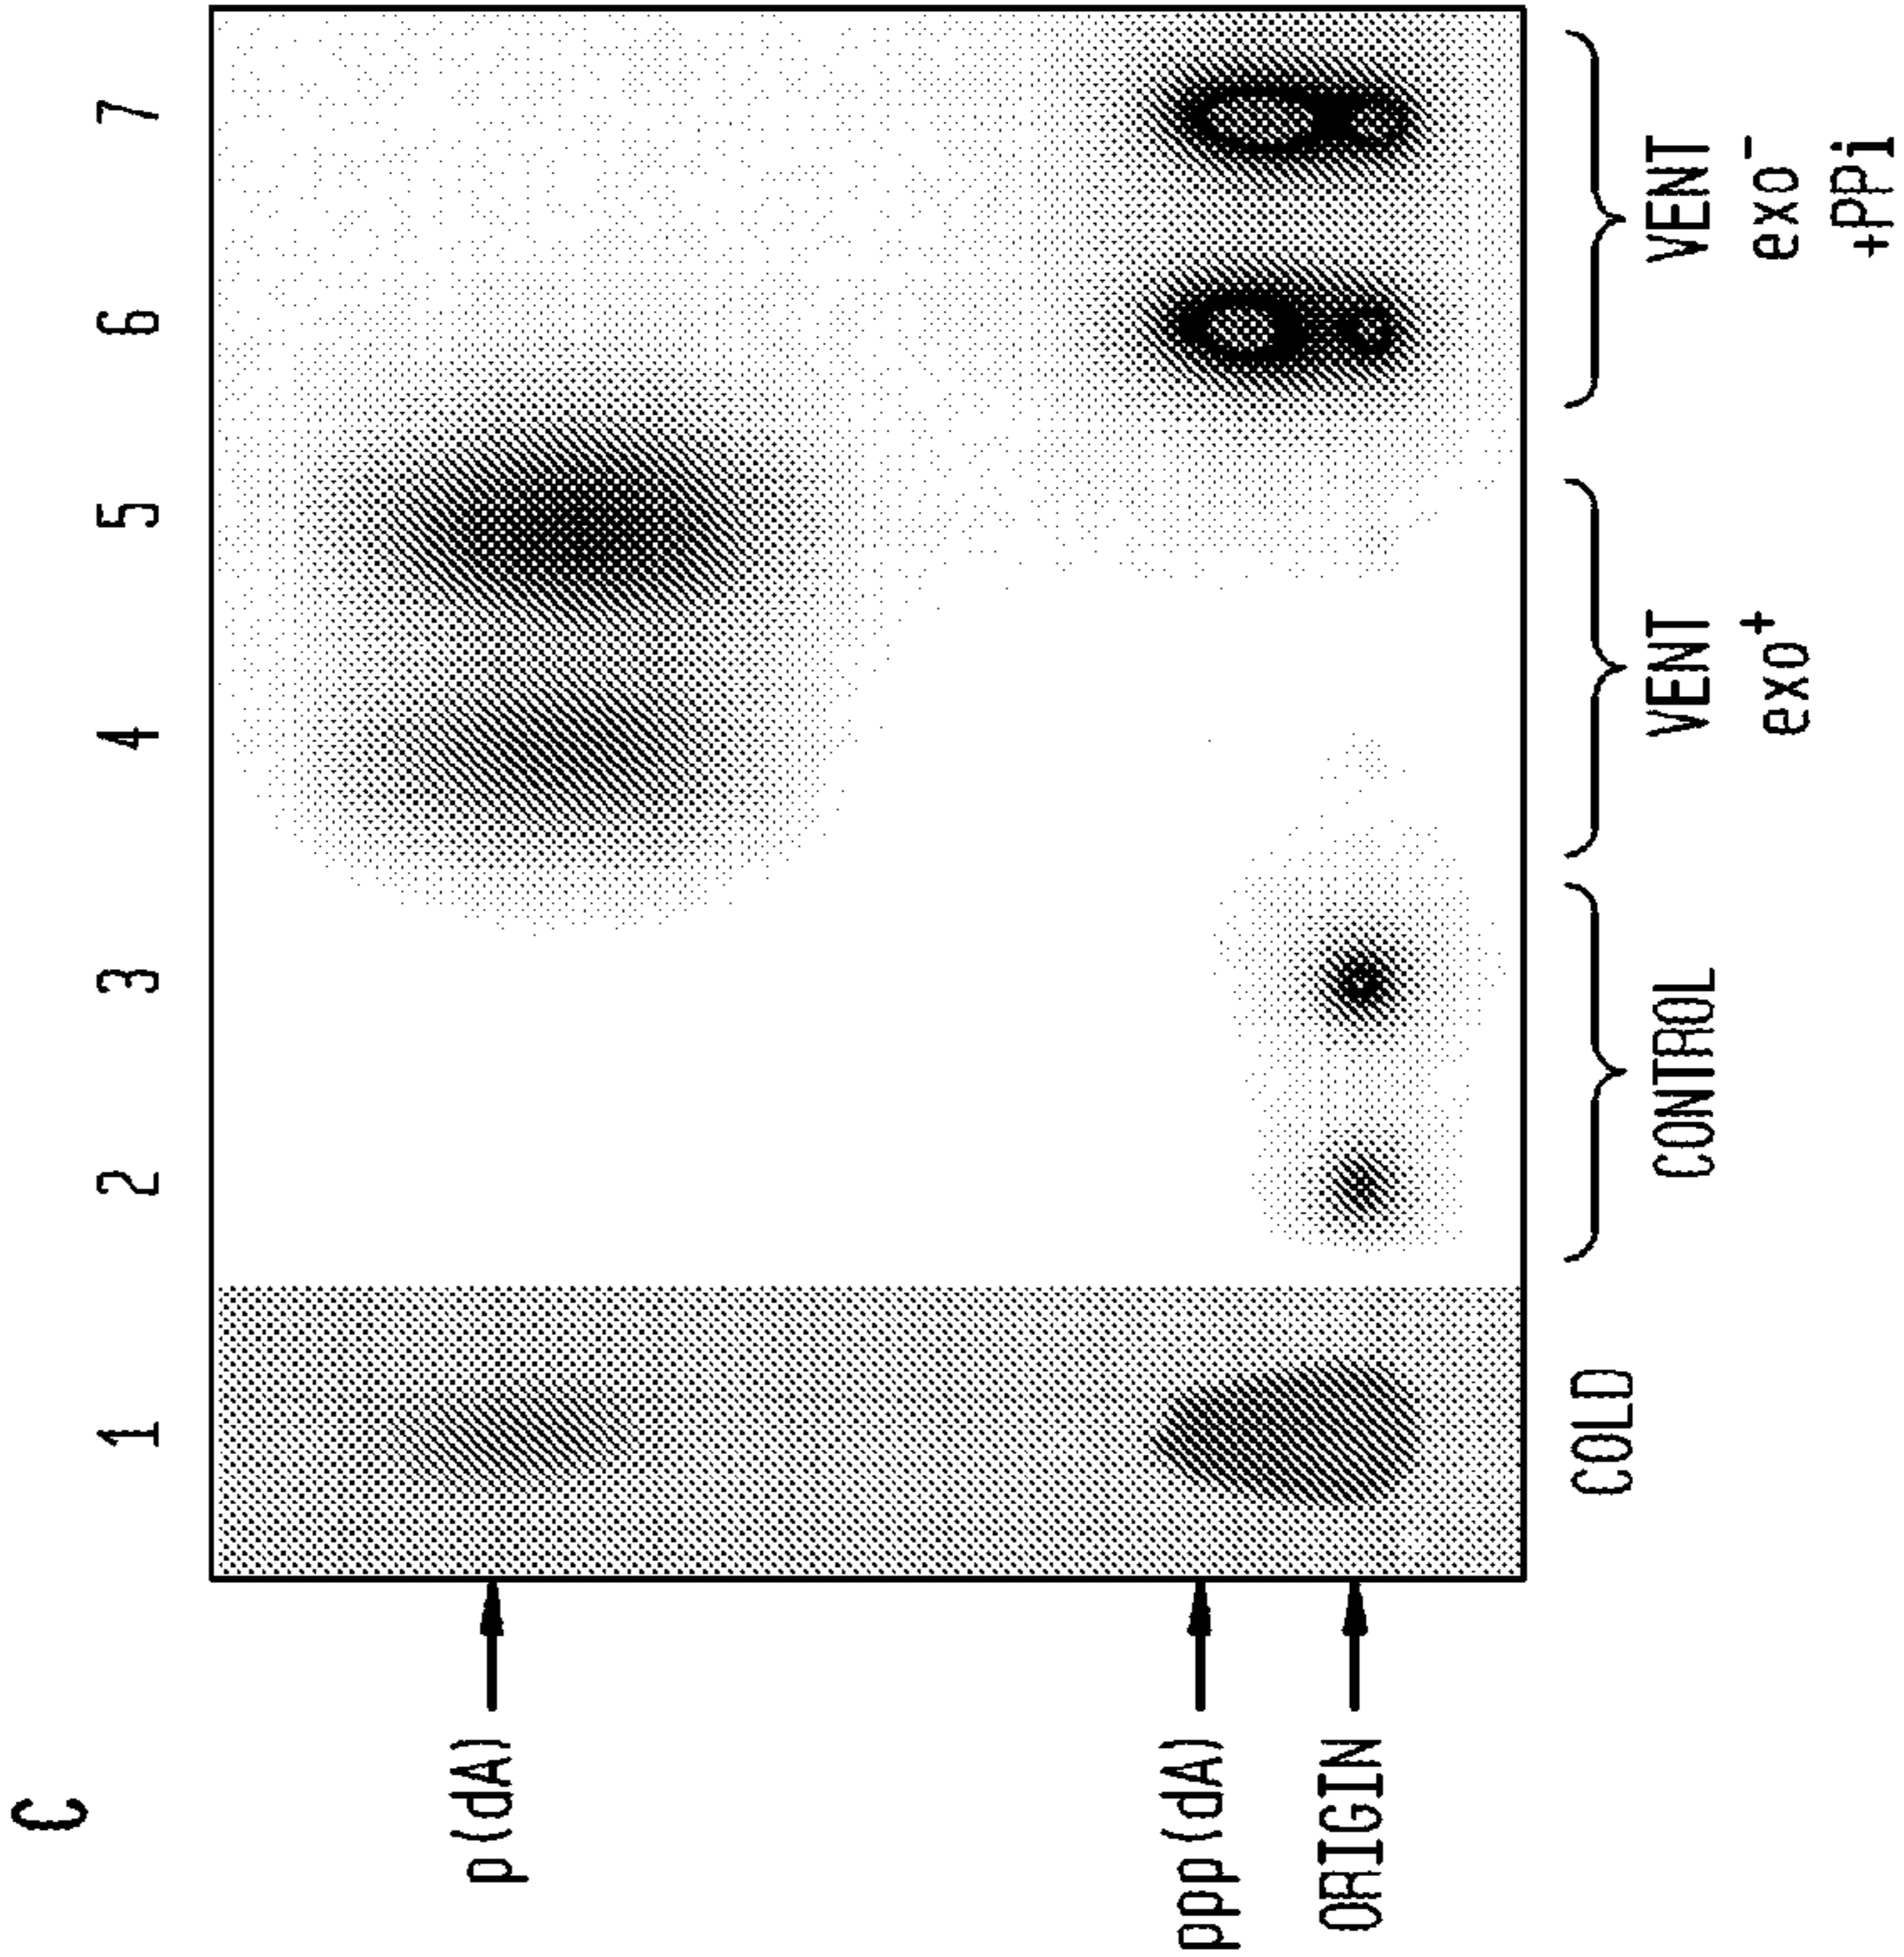 C
1 2 3 4 5 6 7
p(dA)
ppp(dA)
ORIGIN
COLD
CONTROL
VENT
exo⁺
VENT
exo⁻
+PPi